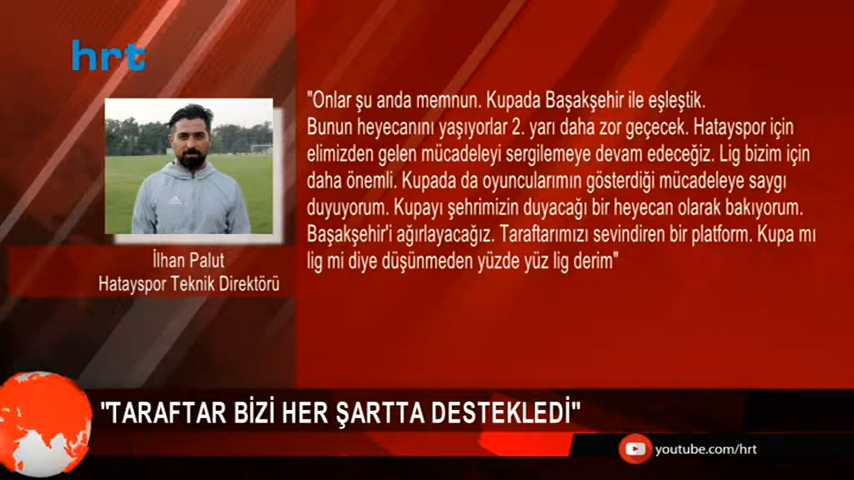 hrt
"Onlar şu anda memnun. Kupada Başakşehir ile eşleştik.
Bunun heyecanını yaşıyorlar 2. yarı daha zor geçecek. Hatayspor için
elimizden gelen mücadeleyi sergilemeye devam edeceğiz. Lig bizim için
daha önemli. Kupada da oyuncularımın gösterdiği mücadeleye saygı
duyuyorum. Kupayı şehrimizin duyacağı bir heyecan olarak bakıyorum.
Başakşehir'i ağırlayacağız. Taraftarımızı sevindiren bir platform. Kupa mı
lig mi diye düşünmeden yüzde yüz lig derim"
İlhan Palut
Hatayspor Teknik Direktörü
"TARAFTAR BİZİ HER ŞARTTA DESTEKLEDİ"
youtube.com/hrt